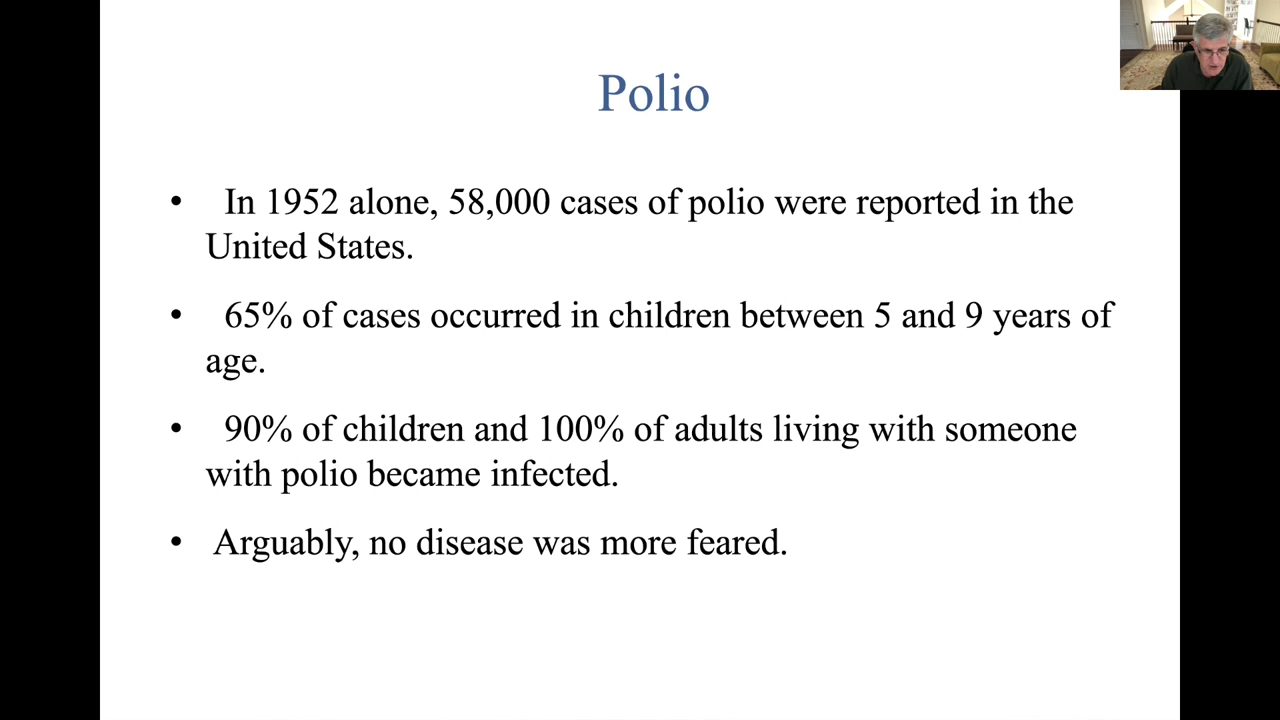 Polio
• In 1952 alone, 58,000 cases of polio were reported in the
United States.
• 65% of cases occurred in children between 5 and 9 years of
age.
• 90% of children and 100% of adults living with someone
with polio became infected.
• Arguably, no disease was more feared.